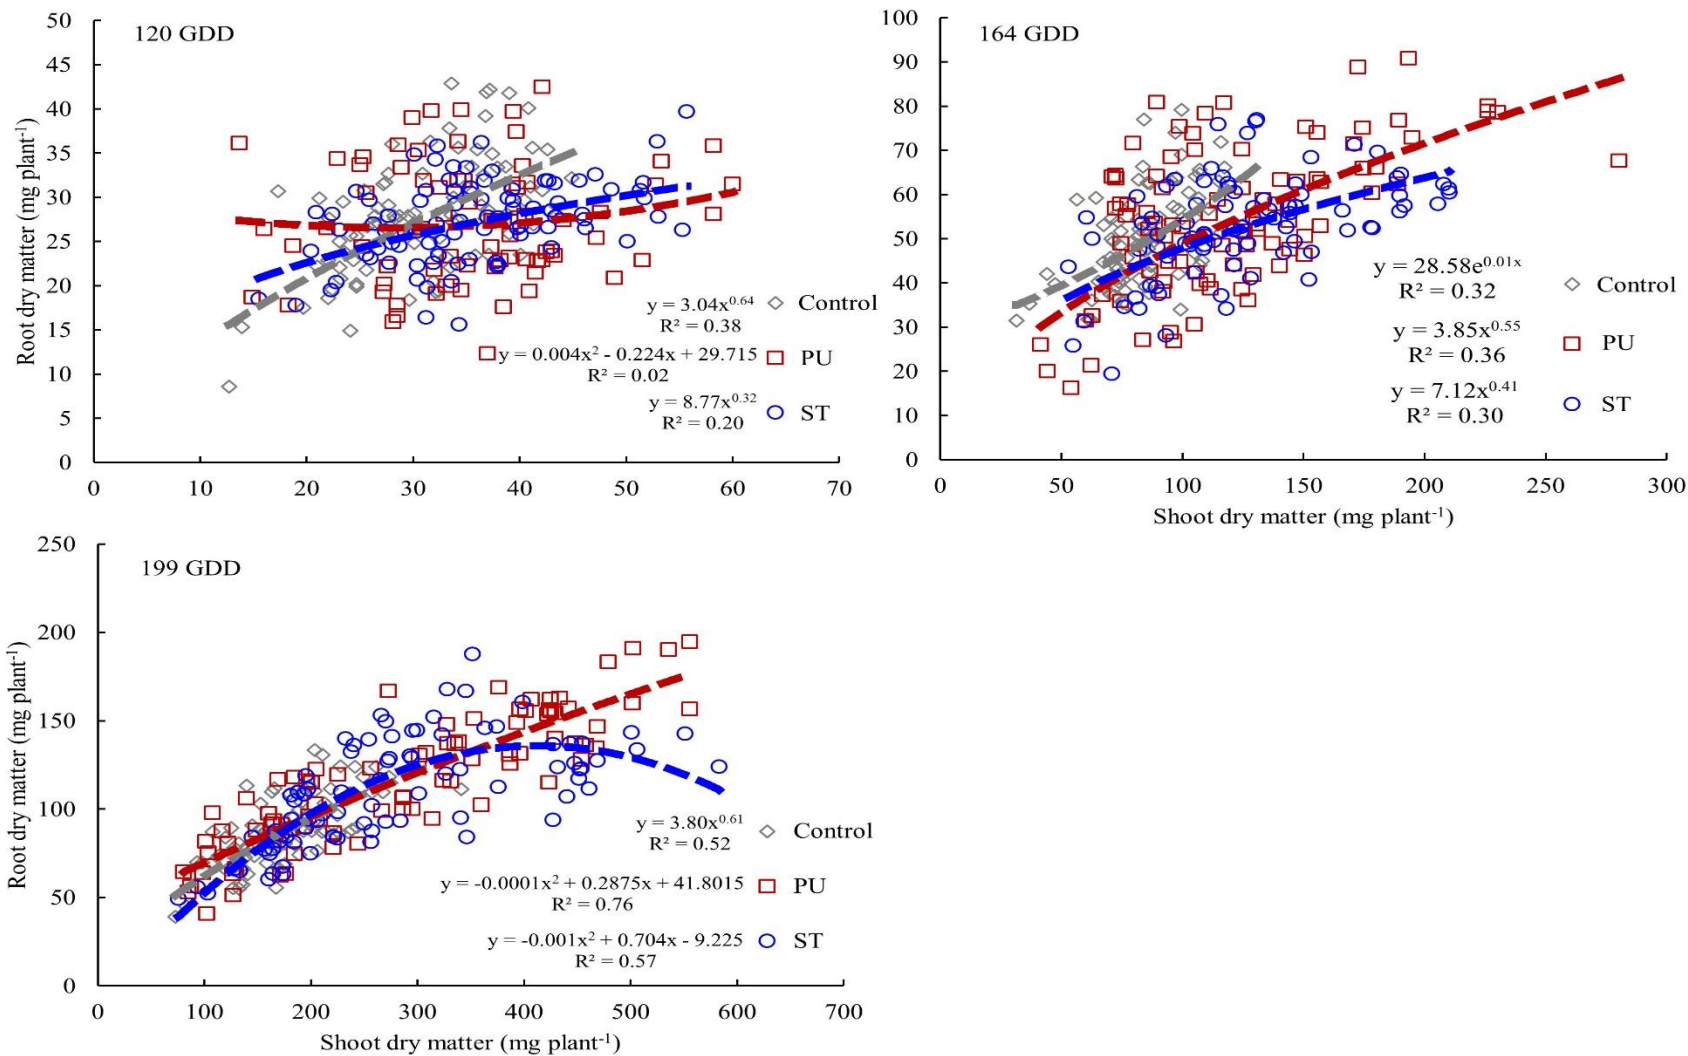 120 GDD
Root dry matter (mg plant⁻¹)
50
45
40
35
30
25
20
15
10
5
0
0 10 20 30 40 50 60 70
y = 3.04x^0.64
R² = 0.38
Control
y = 0.004x² - 0.224x + 29.715
R² = 0.02
PU
y = 8.77x^0.32
R² = 0.20
ST
164 GDD
100
90
80
70
60
50
40
30
20
10
0
0 50 100 150 200 250 300
Shoot dry matter (mg plant⁻¹)
y = 28.58e^0.01x
R² = 0.32
Control
y = 3.85x^0.55
R² = 0.36
PU
y = 7.12x^0.41
R² = 0.30
ST
199 GDD
Root dry matter (mg plant⁻¹)
250
200
150
100
50
0
0 100 200 300 400 500 600 700
Shoot dry matter (mg plant⁻¹)
y = 3.80x^0.61
R² = 0.52
Control
y = -0.0001x² + 0.2875x + 41.8015
R² = 0.76
PU
y = -0.001x² + 0.704x - 9.225
R² = 0.57
ST